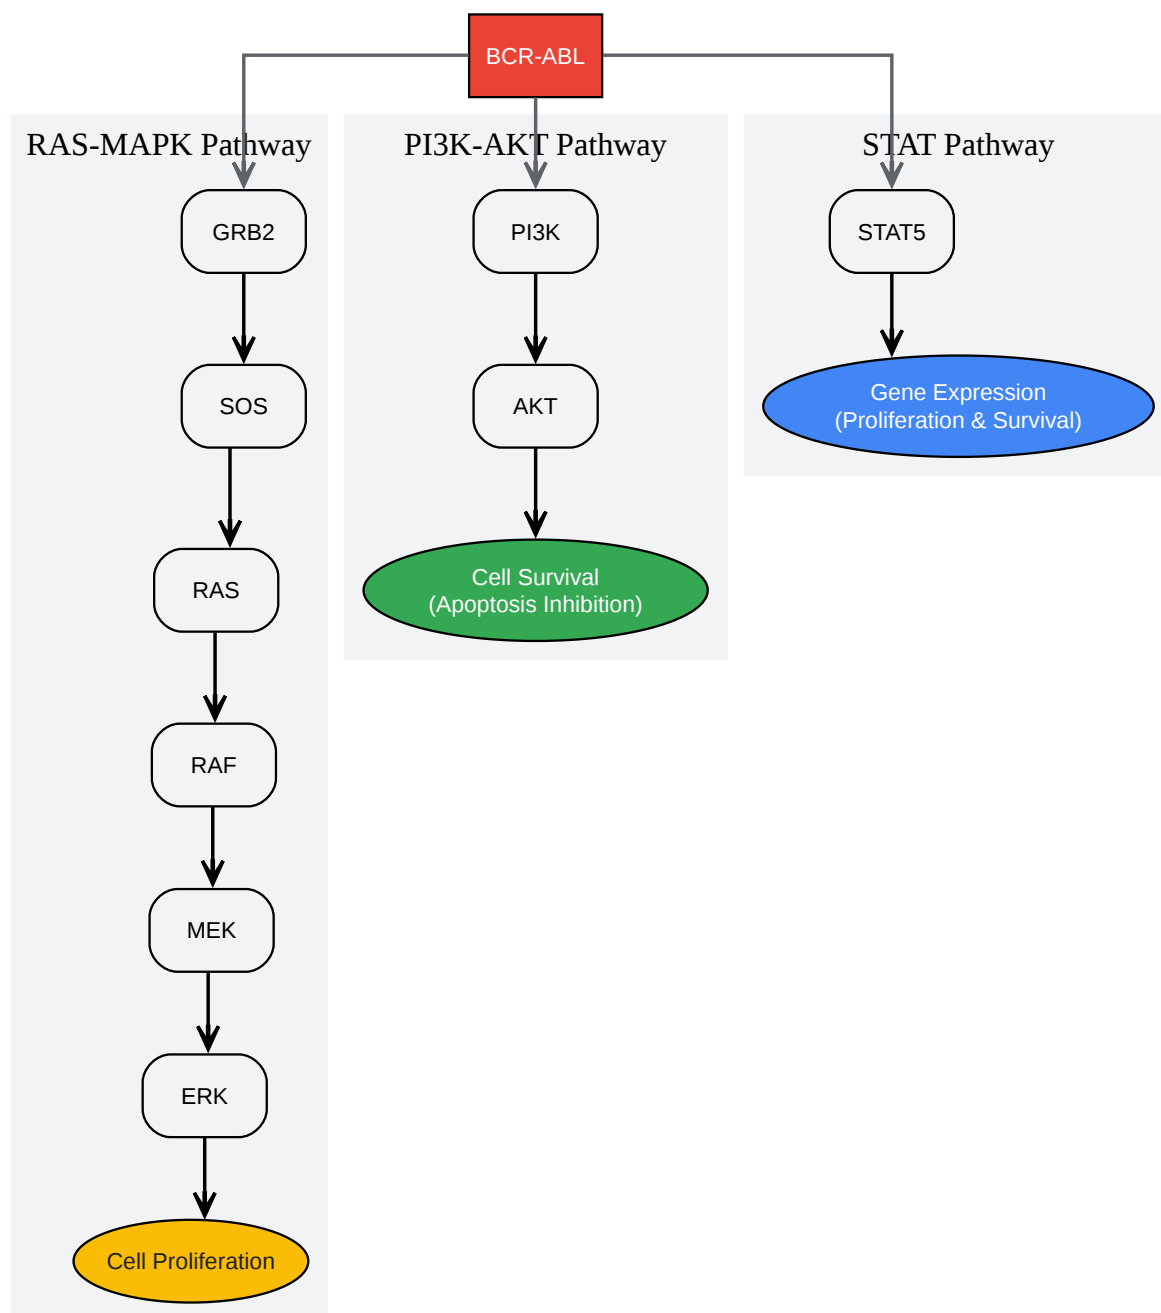 BCR-ABL
RAS-MAPK Pathway
GRB2
SOS
RAS
RAF
MEK
ERK
Cell Proliferation
PI3K-AKT Pathway
PI3K
AKT
Cell Survival
(Apoptosis Inhibition)
STAT Pathway
STAT5
Gene Expression
(Proliferation & Survival)